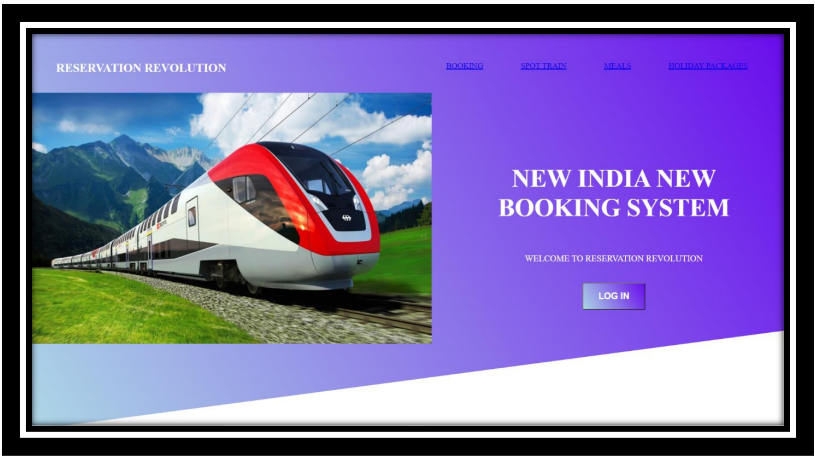 RESERVATION REVOLUTION
BOOKING
SPOT TRAIN
MEALS
HOLIDAY PACKAGES
NEW INDIA NEW
BOOKING SYSTEM
WELCOME TO RESERVATION REVOLUTION
LOG IN